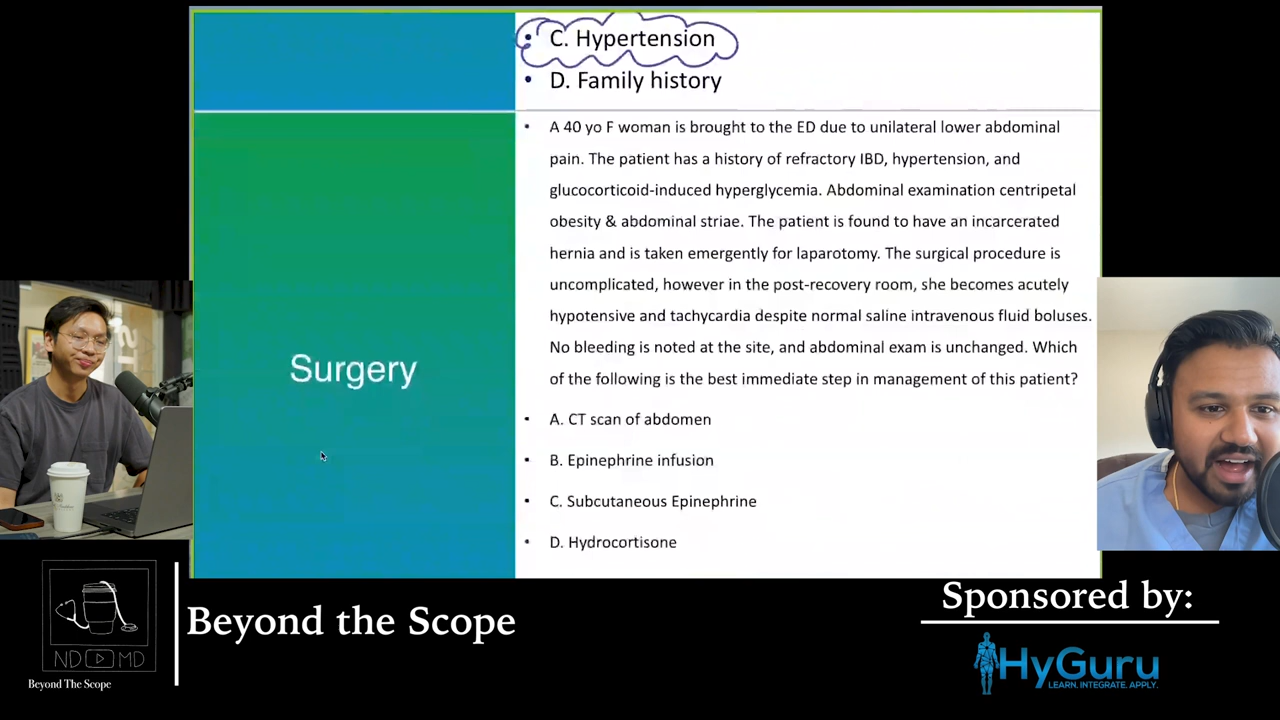 C. Hypertension
D. Family history
A 40 yo F woman is brought to the ED due to unilateral lower abdominal
pain. The patient has a history of refractory IBD, hypertension, and
glucocorticoid-induced hyperglycemia. Abdominal examination centripetal
obesity & abdominal striae. The patient is found to have an incarcerated
hernia and is taken emergently for laparotomy. The surgical procedure is
uncomplicated, however in the post-recovery room, she becomes acutely
hypotensive and tachycardia despite normal saline intravenous fluid boluses.
No bleeding is noted at the site, and abdominal exam is unchanged. Which
of the following is the best immediate step in management of this patient?
Surgery
A. CT scan of abdomen
B. Epinephrine infusion
C. Subcutaneous Epinephrine
D. Hydrocortisone
ND MD
Beyond The Scope
Beyond the Scope
Sponsored by:
HyGuru
LEARN. INTEGRATE. APPLY.